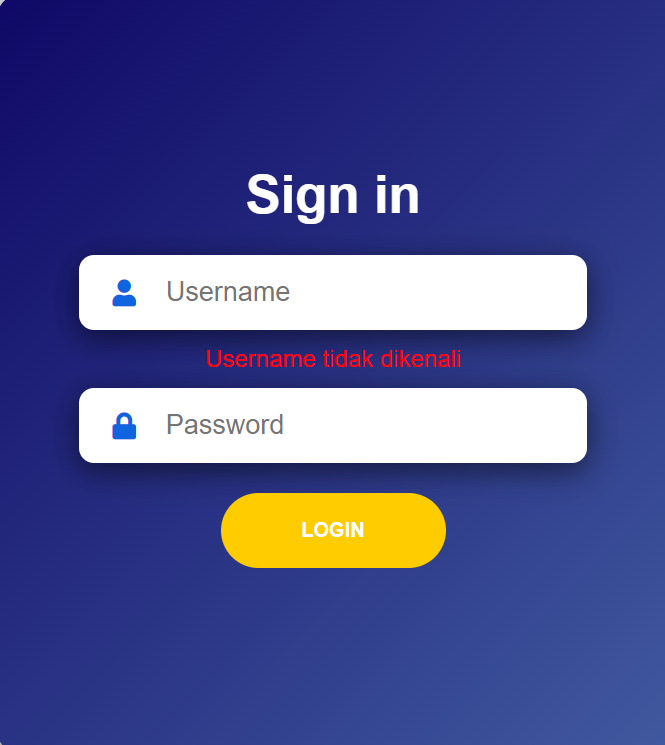 Sign in
Username
Username tidak dikenali
Password
LOGIN